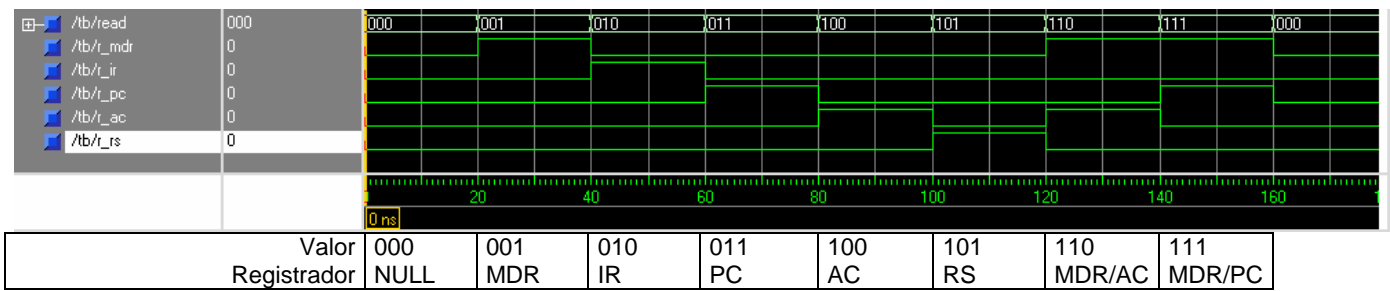 /tb/read 000 000 001 010 011 100 101 110 111 000
/tb/r_mdr 0
/tb/r_ir 0
/tb/r_pc 0
/tb/r_ac 0
/tb/r_rs 0
20 40 60 80 100 120 140 160 1
0 ns
Valor 000 001 010 011 100 101 110 111
Registrador NULL MDR IR PC AC RS MDR/AC MDR/PC